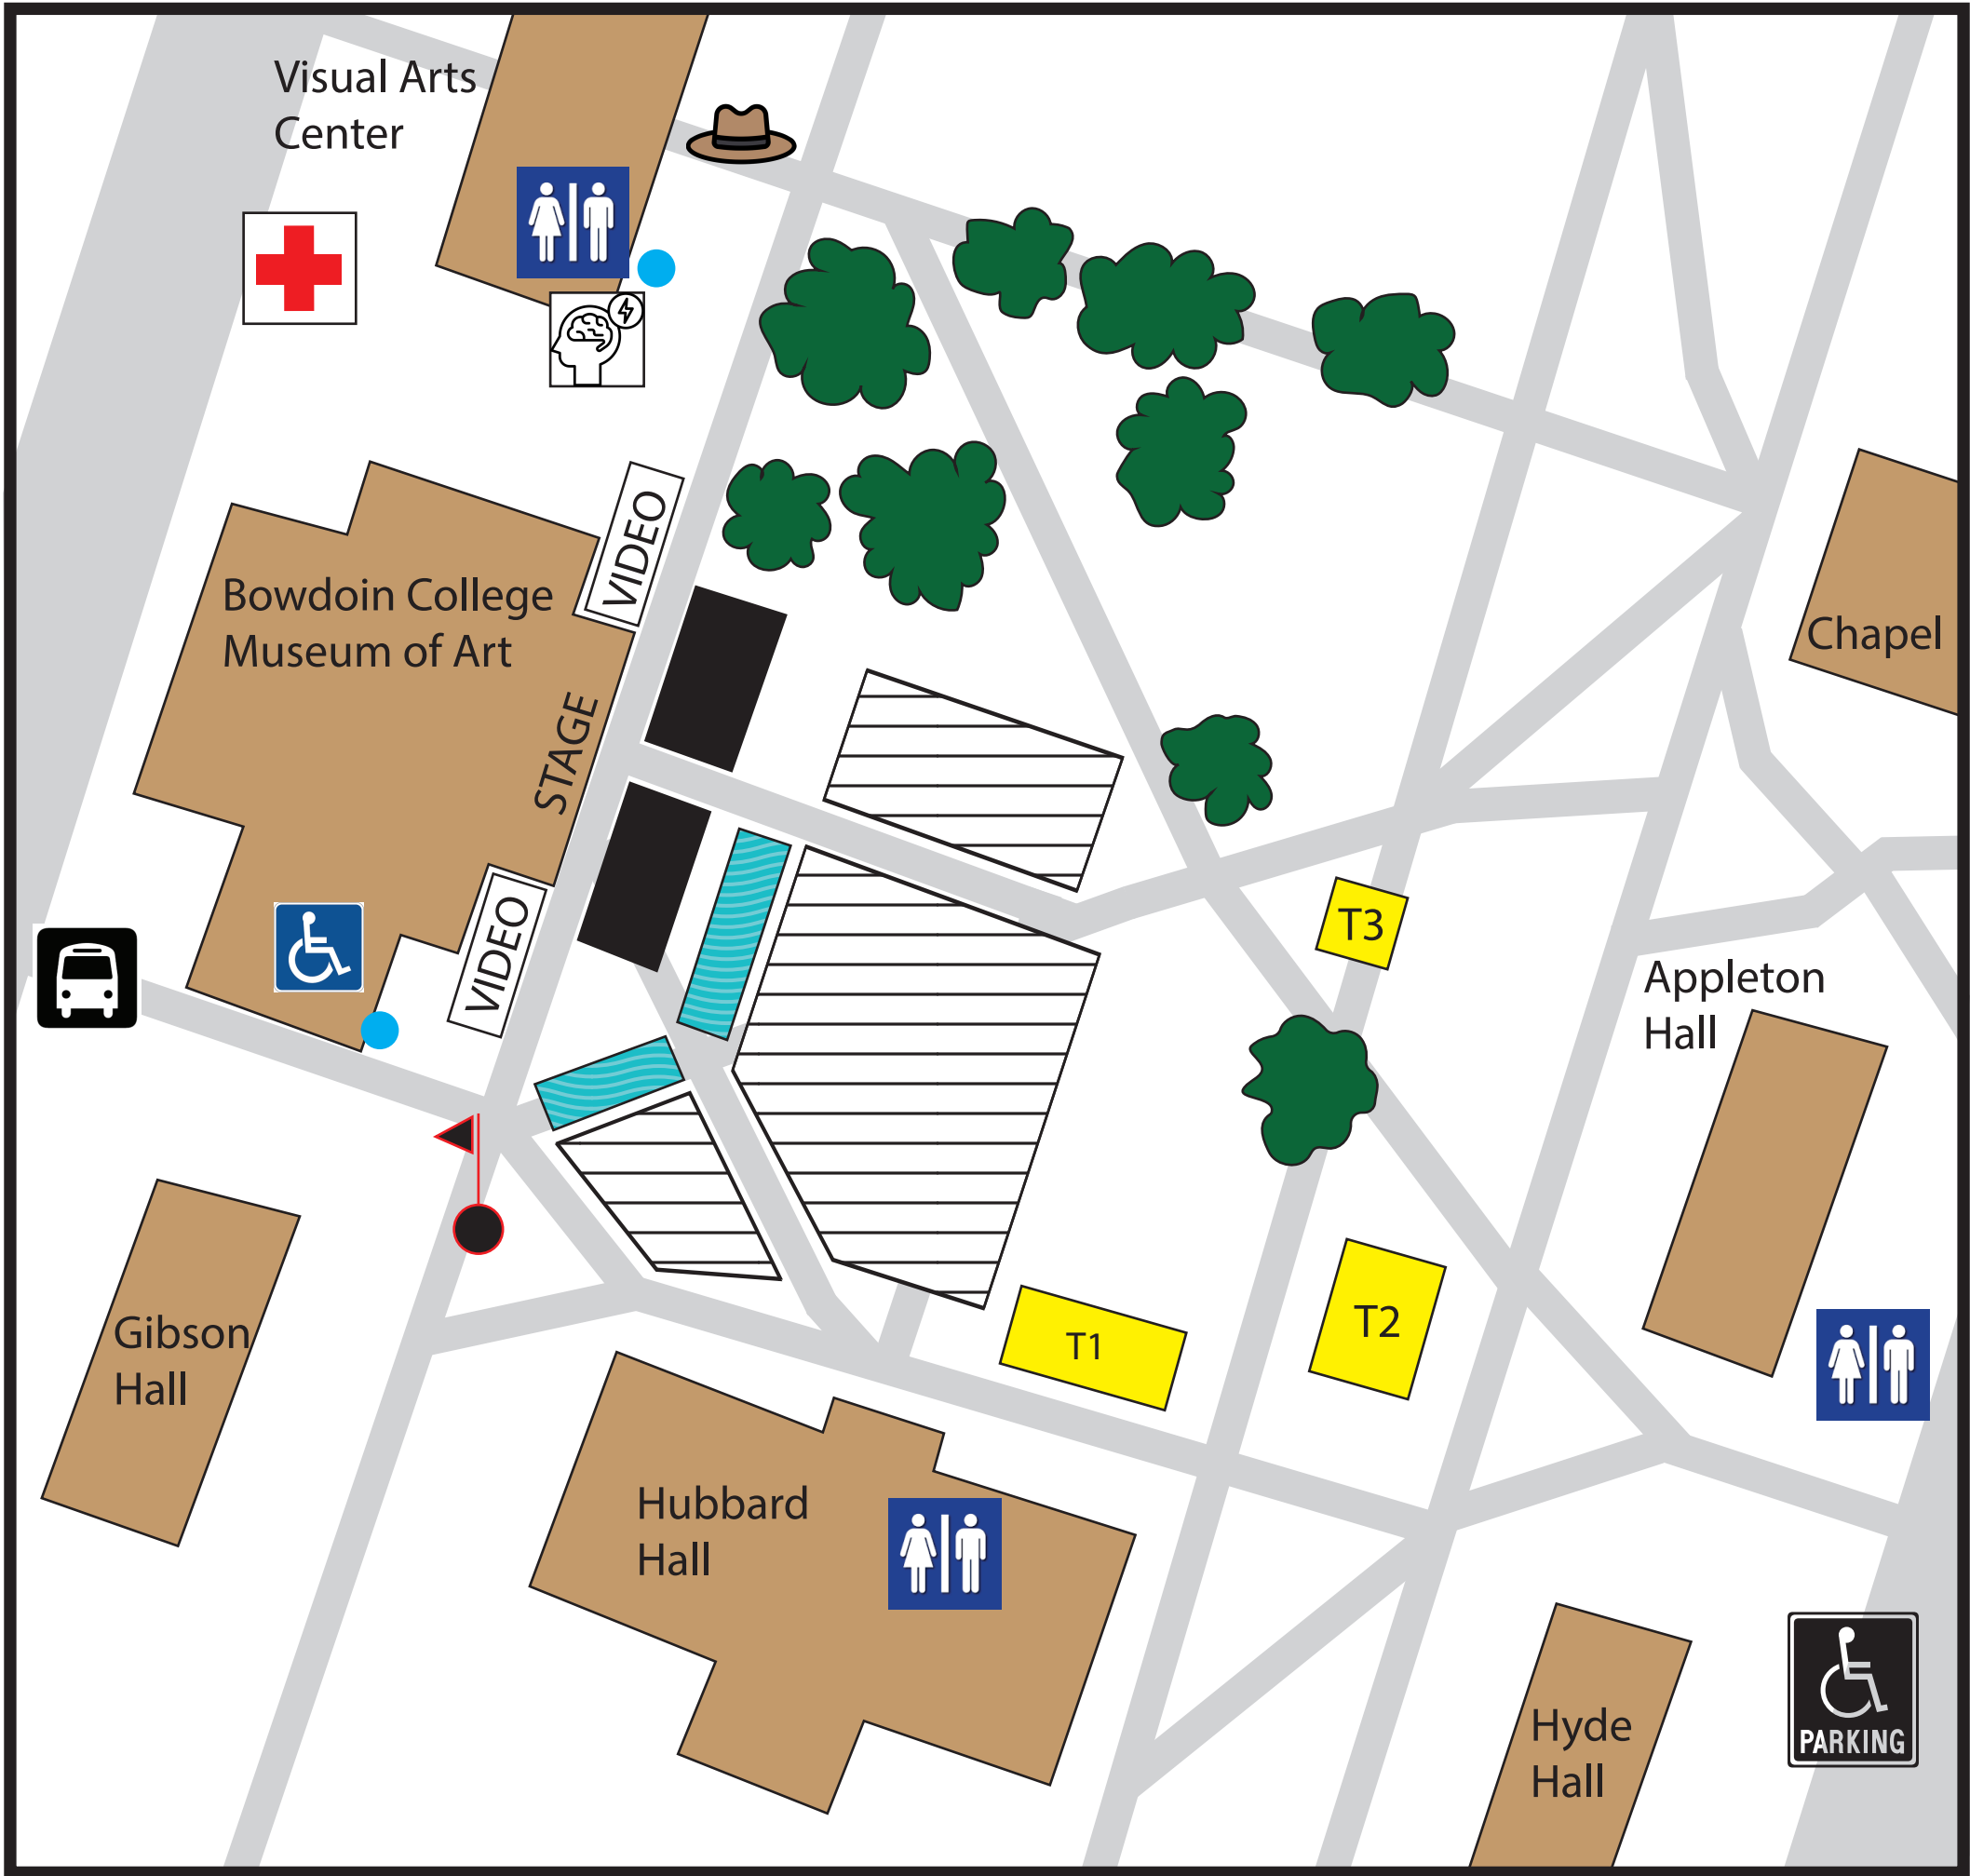 Visual Arts
Center
VIDEO
Bowdoin College
Museum of Art
Chapel
STAGE
VIDEO
T3
Appleton
Hall
Gibson
Hall
T1
T2
Hubbard
Hall
Hyde
Hall
PARKING